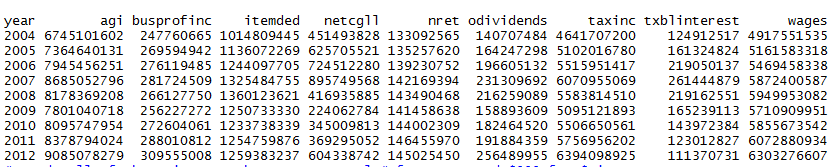 year agi busprofinc itemded netcgll nret odividends taxinc txblinterest wages
2004 6745101602 247760665 1014809445 451493828 133092565 140707484 4641707200 124912517 4917551535
2005 7364640131 269594942 1136072269 625705521 135257620 164247298 5102016780 161324824 5161583318
2006 7945456251 276119485 1244097705 724512280 139230752 196605132 5515951417 219050137 5469458338
2007 8685052796 281724509 1325484755 895749568 142169394 231309692 6070955069 261444879 5872400587
2008 8178369208 266127750 1360123621 416935885 143490468 216259089 5583814510 219162551 5949953082
2009 7801040718 256227272 1250733330 224062784 141458638 158893609 5095121893 165239113 5710909951
2010 8095747954 272604061 1233738339 345009813 144002309 182464520 5506650561 143972384 5855673542
2011 8378794024 288010812 1254759876 369295052 146455970 191884359 5756956202 123012827 6072880934
2012 9085078279 309555008 1259383237 604338742 145025450 256489955 6394098925 111370731 6303276607